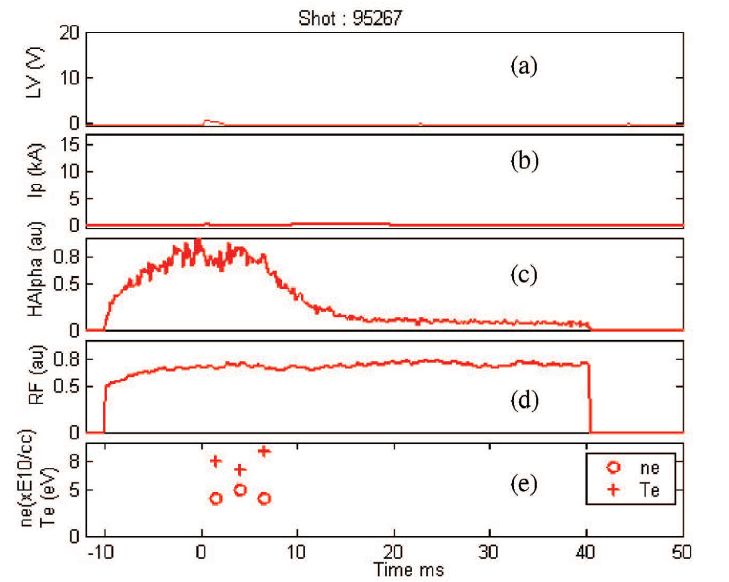 Shot : 95267
20
10
0
LV (V)
(a)
15
10
5
0
Ip (kA)
(b)
0.8
0.5
0
HAlpha (au)
(c)
0.8
0.5
0
RF (au)
(d)
8
5
0
ne(xE10/cc)
Te (eV)
(e)
ne
Te
-10 0 10 20 30 40 50
Time ms